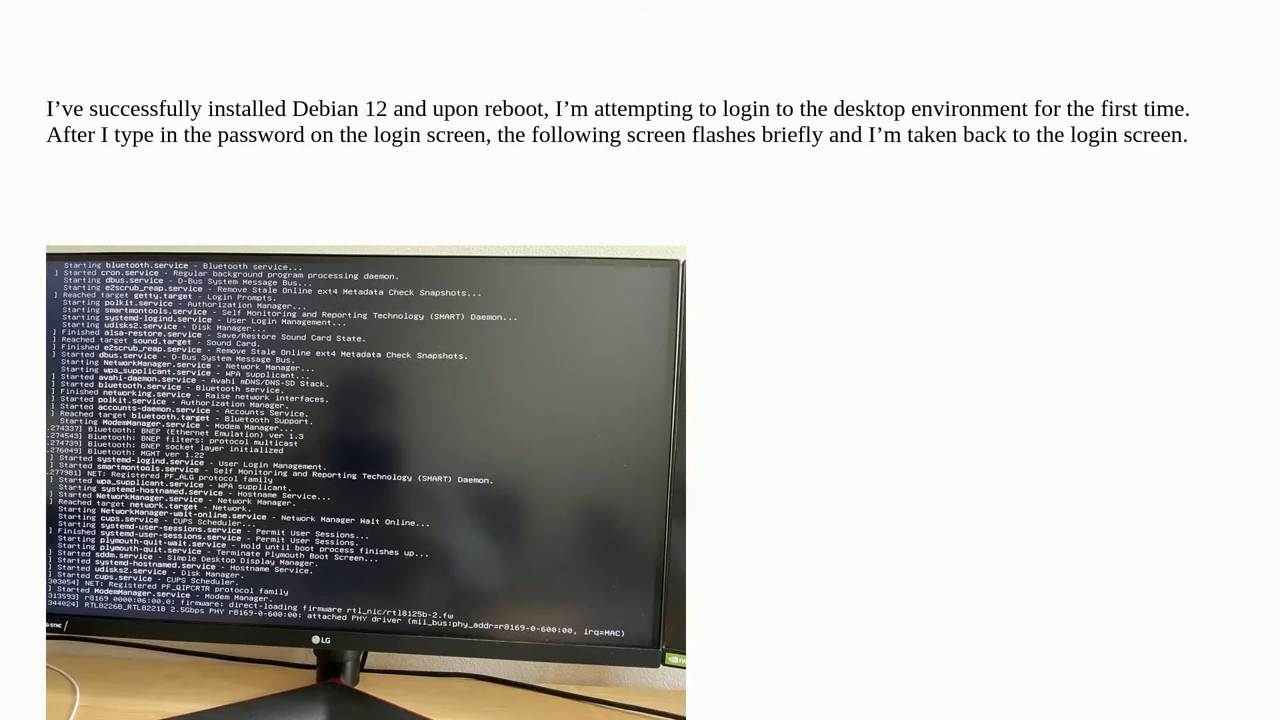 I’ve successfully installed Debian 12 and upon reboot, I’m attempting to login to the desktop environment for the first time.
After I type in the password on the login screen, the following screen flashes briefly and I’m taken back to the login screen.
Starting bluetooth.service - Bluetooth service...
] Started cron.service - Regular background program processing daemon.
Starting dbus.service - D-Bus System Message Bus...
Starting e2scrub_reap.service - Remove Stale Online ext4 Metadata Check Snapshots...
] Reached target getty.target - Login Prompts.
Starting polkit.service - Authorization Manager...
Starting smartmontools.service - Self Monitoring and Reporting Technology (SMART) Daemon...
Starting systemd-logind.service - User Login Management...
Starting udisks2.service - Disk Manager...
] Finished alsa-restore.service - Save/Restore Sound Card State.
] Reached target sound.target - Sound Card.
] Finished e2scrub_reap.service - Remove Stale Online ext4 Metadata Check Snapshots.
] Started dbus.service - D-Bus System Message Bus.
Starting NetworkManager.service - Network Manager...
Starting wpa_supplicant.service - WPA supplicant...
] Started avahi-daemon.service - Avahi mDNS/DNS-SD Stack.
] Started bluetooth.service - Bluetooth service.
] Finished networking.service - Raise network interfaces.
] Started polkit.service - Authorization Manager.
] Started accounts-daemon.service - Accounts Service.
] Reached target bluetooth.target - Bluetooth Support.
Starting ModemManager.service - Modem Manager...
.274337] Bluetooth: BNEP (Ethernet Emulation) ver 1.3
.274543] Bluetooth: BNEP filters: protocol multicast
.274739] Bluetooth: BNEP socket layer initialized
.276049] Bluetooth: MGMT ver 1.22
] Started systemd-logind.service - User Login Management.
] Started smartmontools.service - Self Monitoring and Reporting Technology (SMART) Daemon.
.277981] NET: Registered PF_ALG protocol family
] Started wpa_supplicant.service - WPA supplicant.
Starting systemd-hostnamed.service - Hostname Service...
] Started NetworkManager.service - Network Manager.
] Reached target network.target - Network.
Starting NetworkManager-wait-online.service - Network Manager Wait Online...
Starting cups.service - CUPS Scheduler...
Starting systemd-user-sessions.service - Permit User Sessions...
] Finished systemd-user-sessions.service - Permit User Sessions.
Starting plymouth-quit-wait.service - Hold until boot process finishes up...
Starting plymouth-quit.service - Terminate Plymouth Boot Screen...
] Started sddm.service - Simple Desktop Display Manager.
] Started systemd-hostnamed.service - Hostname Service.
] Started udisks2.service - Disk Manager.
] Started cups.service - CUPS Scheduler.
303054] NET: Registered PF_QIPCRTR protocol family
] Started ModemManager.service - Modem Manager.
313593] r8169 0000:06:00.0: firmware: direct-loading firmware rtl_nic/rtl8125b-2.fw
344024] RTL8226B_RTL8221B 2.5Gbps PHY r8169-0-600:00: attached PHY driver (mii_bus:phy_addr=r8169-0-600:00, irq=MAC)
LG